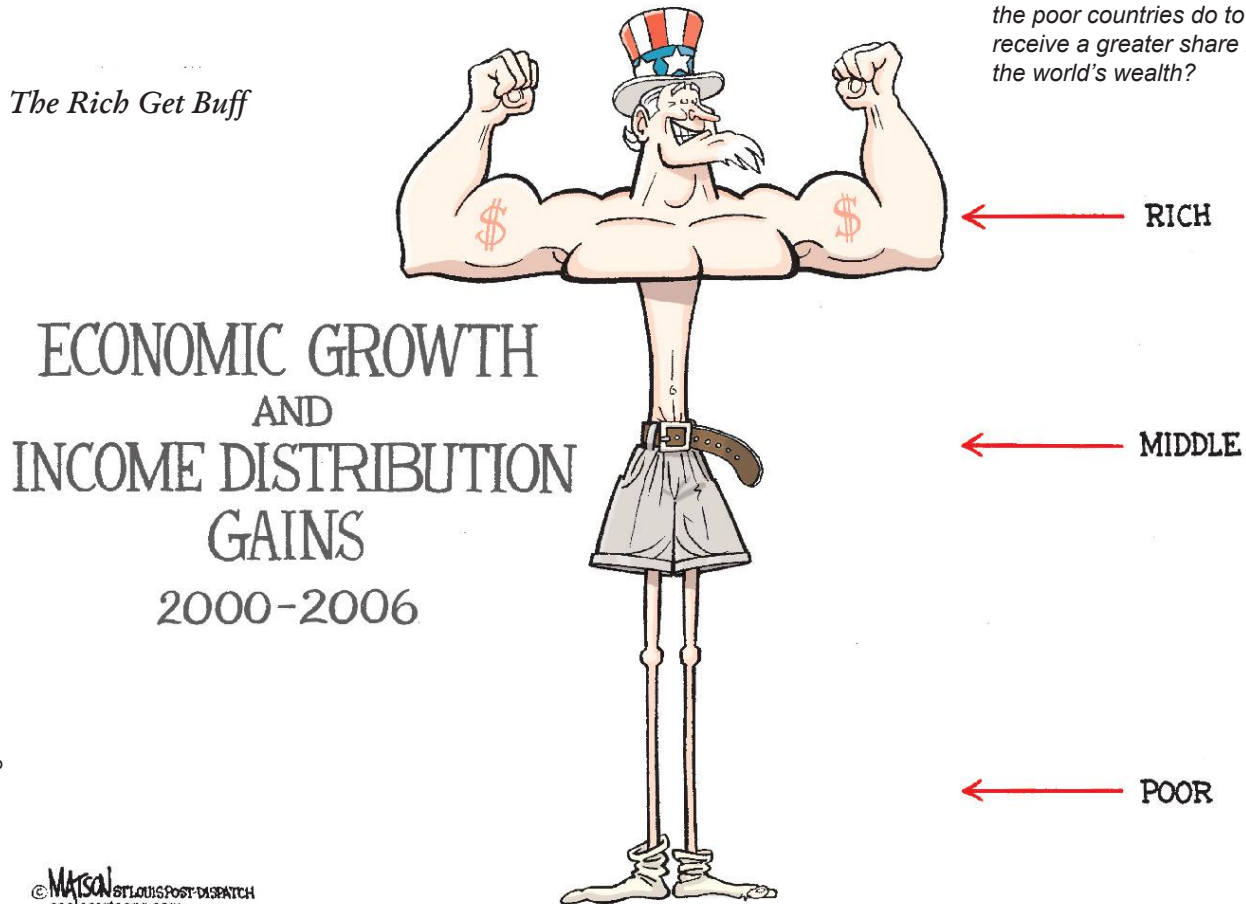 the poor countries do to
receive a greater share
the world's wealth?
The Rich Get Buff
$ $
RICH
ECONOMIC GROWTH
AND
INCOME DISTRIBUTION
GAINS
2000-2006
MIDDLE
POOR
© MATSON ST. LOUIS POST-DISPATCH